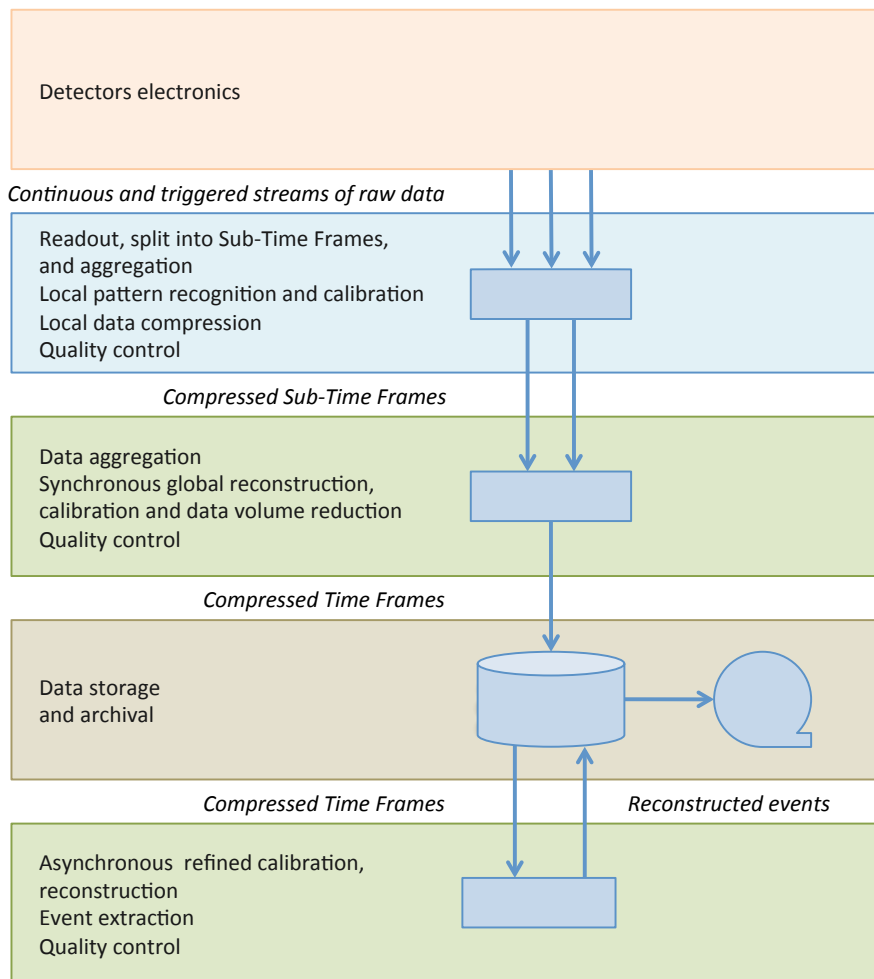 Detectors electronics
Continuous and triggered streams of raw data
Readout, split into Sub-Time Frames,
and aggregation
Local pattern recognition and calibration
Local data compression
Quality control
Compressed Sub-Time Frames
Data aggregation
Synchronous global reconstruction,
calibration and data volume reduction
Quality control
Compressed Time Frames
Data storage
and archival
Compressed Time Frames
Reconstructed events
Asynchronous refined calibration,
reconstruction
Event extraction
Quality control